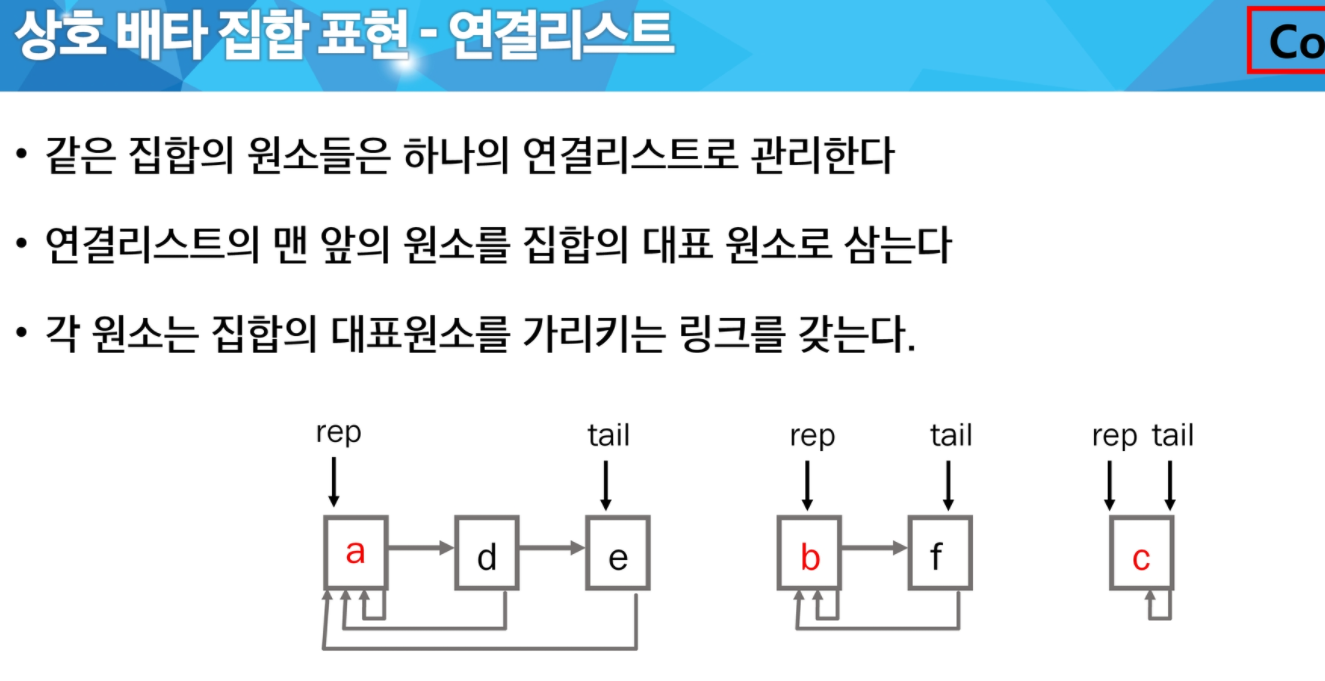 상호 배타 집합 표현 - 연결리스트
Co
• 같은 집합의 원소들은 하나의 연결리스트로 관리한다
• 연결리스트의 맨 앞의 원소를 집합의 대표 원소로 삼는다
• 각 원소는 집합의 대표원소를 가리키는 링크를 갖는다.
rep tail rep tail rep tail
a d e b f c